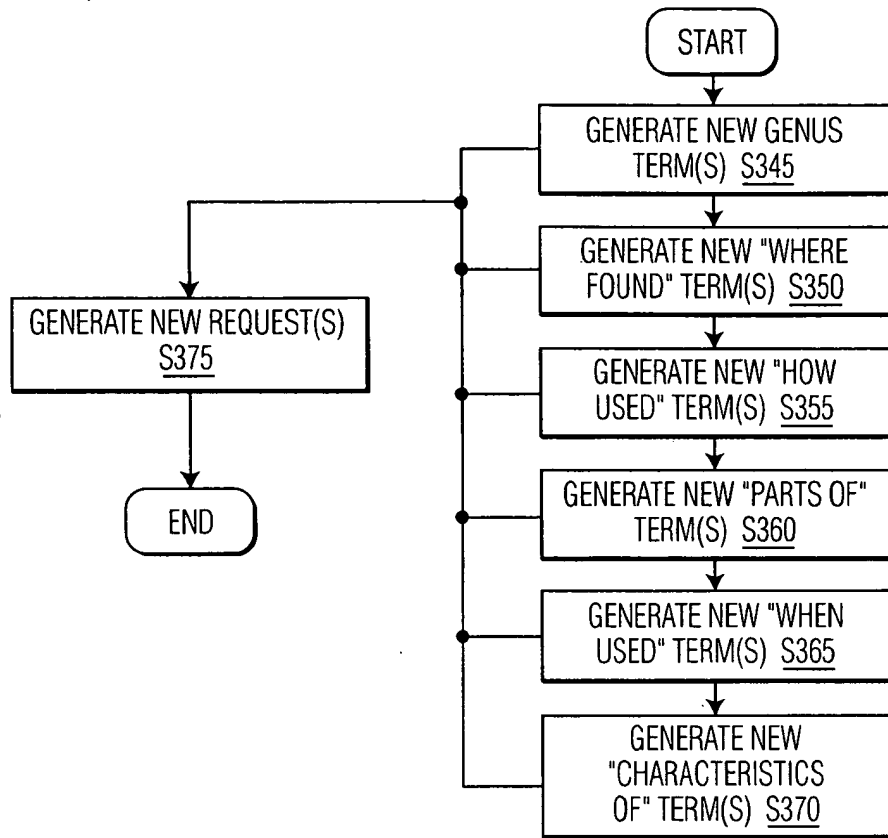 START
GENERATE NEW GENUS
TERM(S) S345
GENERATE NEW "WHERE
FOUND" TERM(S) S350
GENERATE NEW "HOW
USED" TERM(S) S355
GENERATE NEW "PARTS OF"
TERM(S) S360
GENERATE NEW "WHEN
USED" TERM(S) S365
GENERATE NEW
"CHARACTERISTICS
OF" TERM(S) S370
GENERATE NEW REQUEST(S)
S375
END